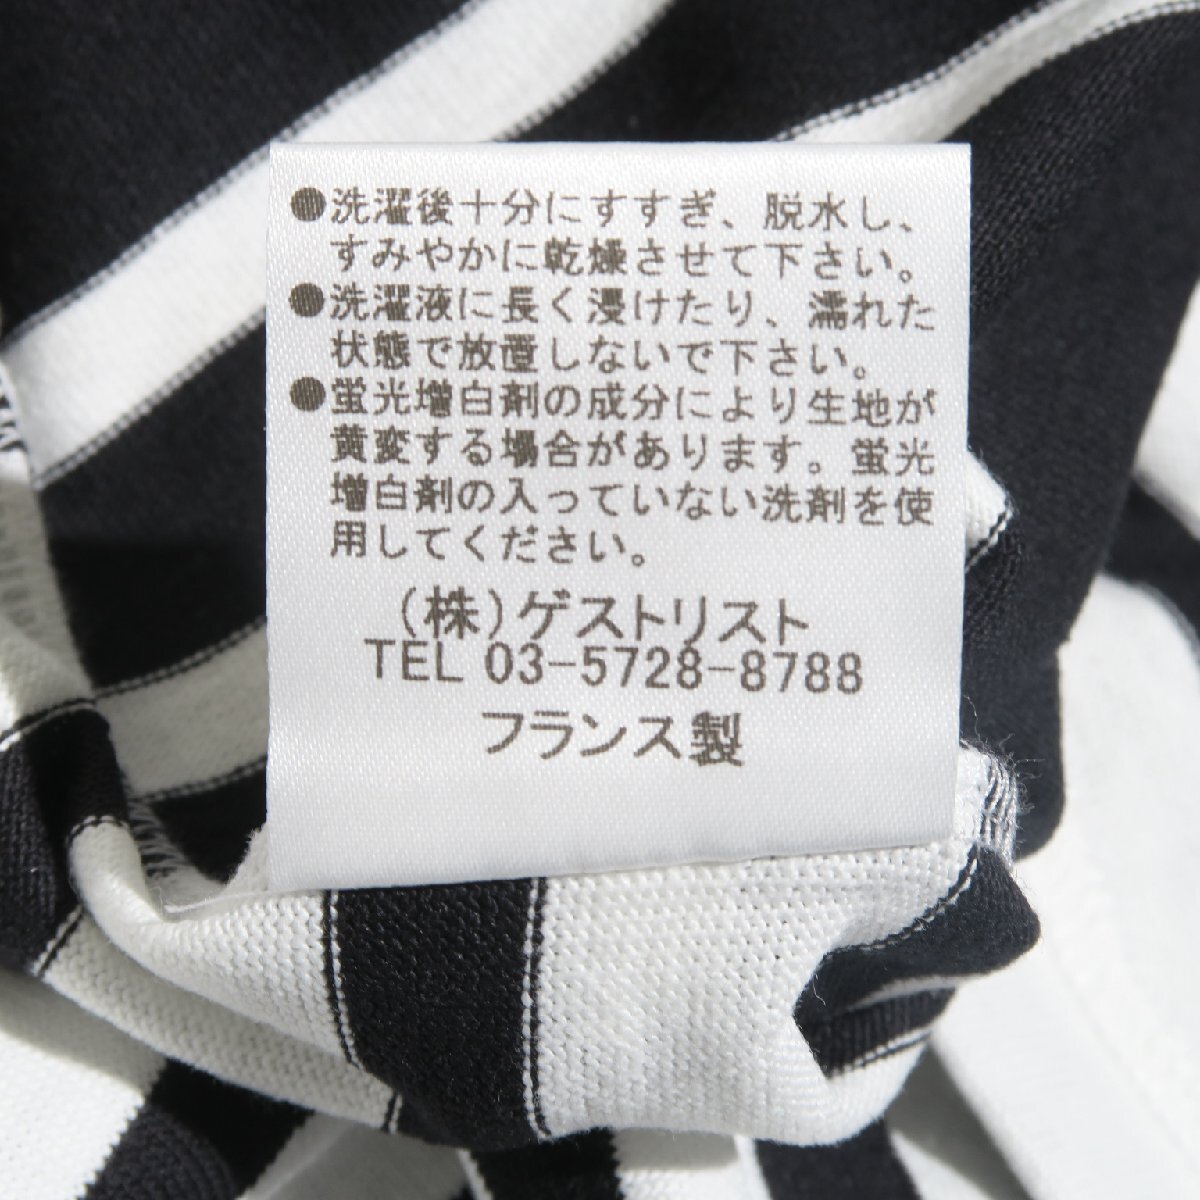 ●洗濯後十分にすすぎ、脱水し、
すみやかに乾燥させて下さい。
●洗濯液に長く浸けたり、濡れた
状態で放置しないで下さい。
●蛍光増白剤の成分により生地が
黄変する場合があります。蛍光
増白剤の入っていない洗剤を使
用してください。
(株)ゲストリスト
TEL 03-5728-8788
フランス製